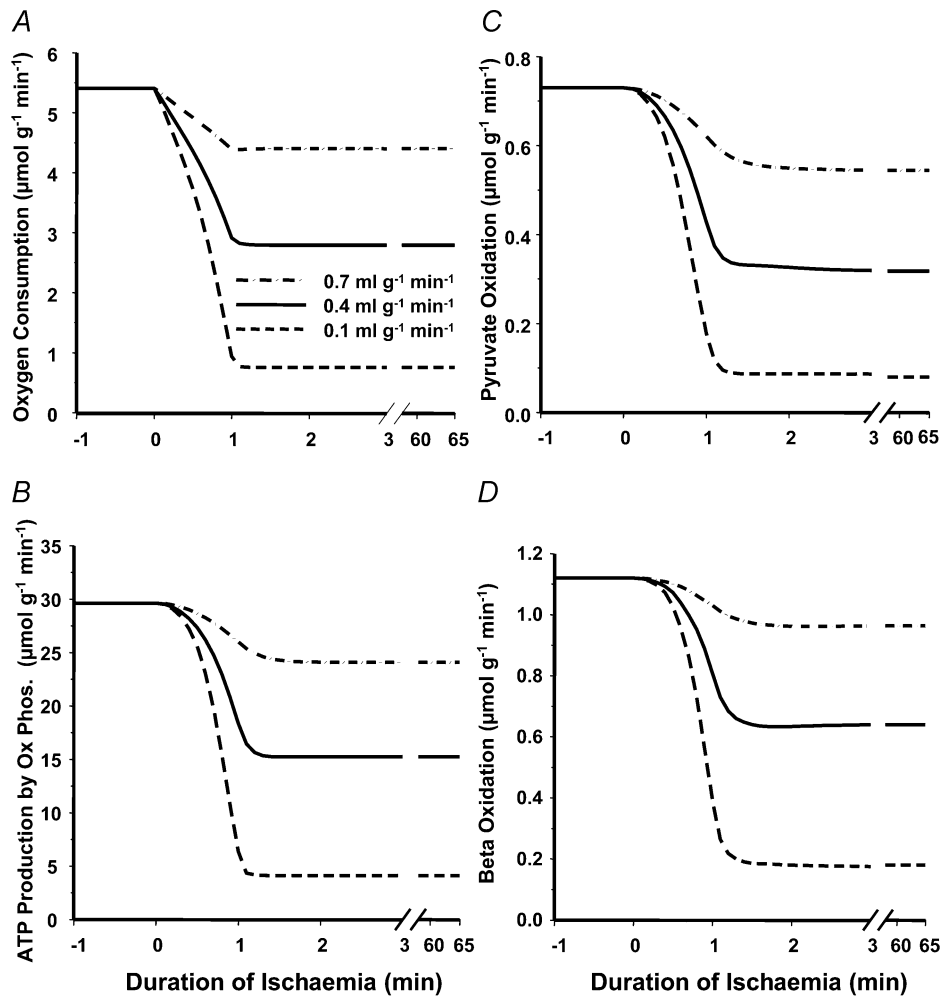 A
Oxygen Consumption (µmol g⁻¹ min⁻¹)
6
5
4
3
2
1
0
0.7 ml g⁻¹ min⁻¹
0.4 ml g⁻¹ min⁻¹
0.1 ml g⁻¹ min⁻¹
-1 0 1 2 3 60 65
C
Pyruvate Oxidation (µmol g⁻¹ min⁻¹)
0.8
0.6
0.4
0.2
0.0
-1 0 1 2 3 60 65
B
ATP Production by Ox Phos. (µmol g⁻¹ min⁻¹)
35
30
25
20
15
10
5
0
-1 0 1 2 3 60 65
Duration of Ischaemia (min)
D
Beta Oxidation (µmol g⁻¹ min⁻¹)
1.2
1.0
0.8
0.6
0.4
0.2
0.0
-1 0 1 2 3 60 65
Duration of Ischaemia (min)